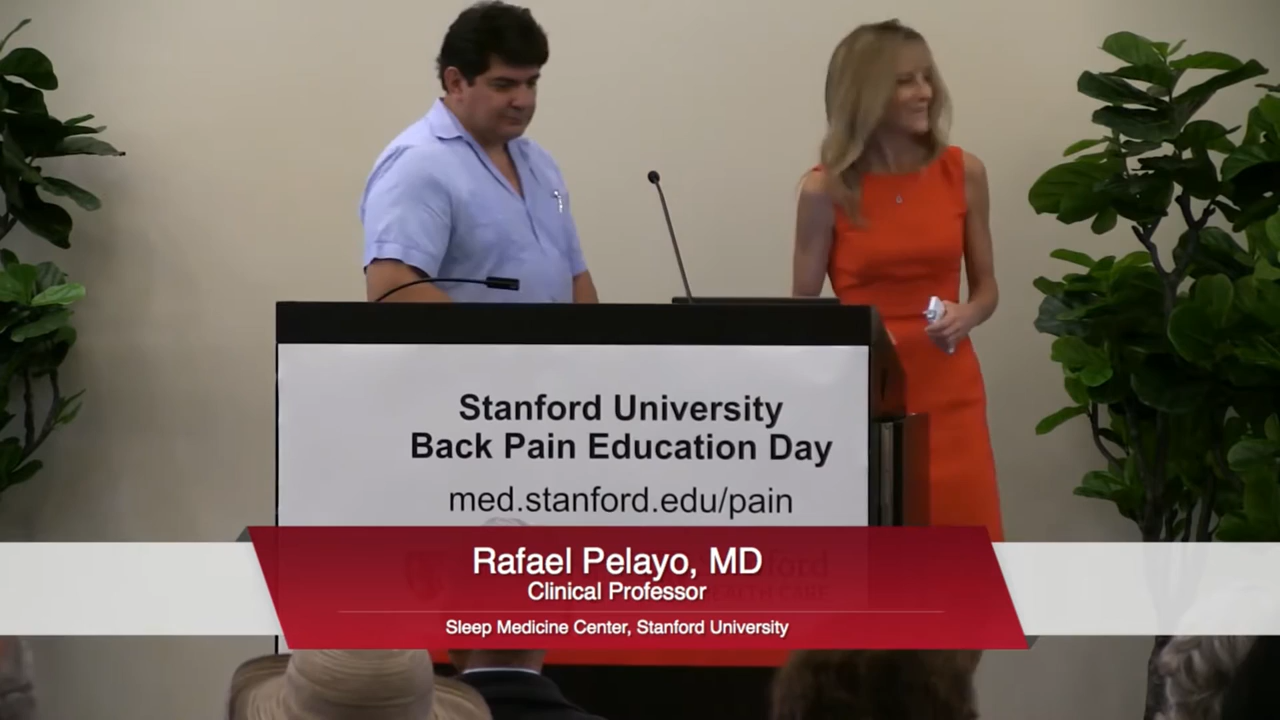 Stanford University
Back Pain Education Day
med.stanford.edu/pain
Rafael Pelayo, MD
Clinical Professor
Sleep Medicine Center, Stanford University